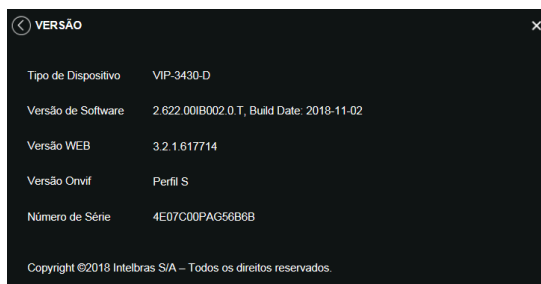 VERSÃO
Tipo de Dispositivo VIP-3430-D
Versão de Software 2.622.00IB002.0.T, Build Date: 2018-11-02
Versão WEB 3.2.1.617714
Versão Onvif Perfil S
Número de Série 4E07C00PAG56B6B
Copyright ©2018 Intelbras S/A – Todos os direitos reservados.